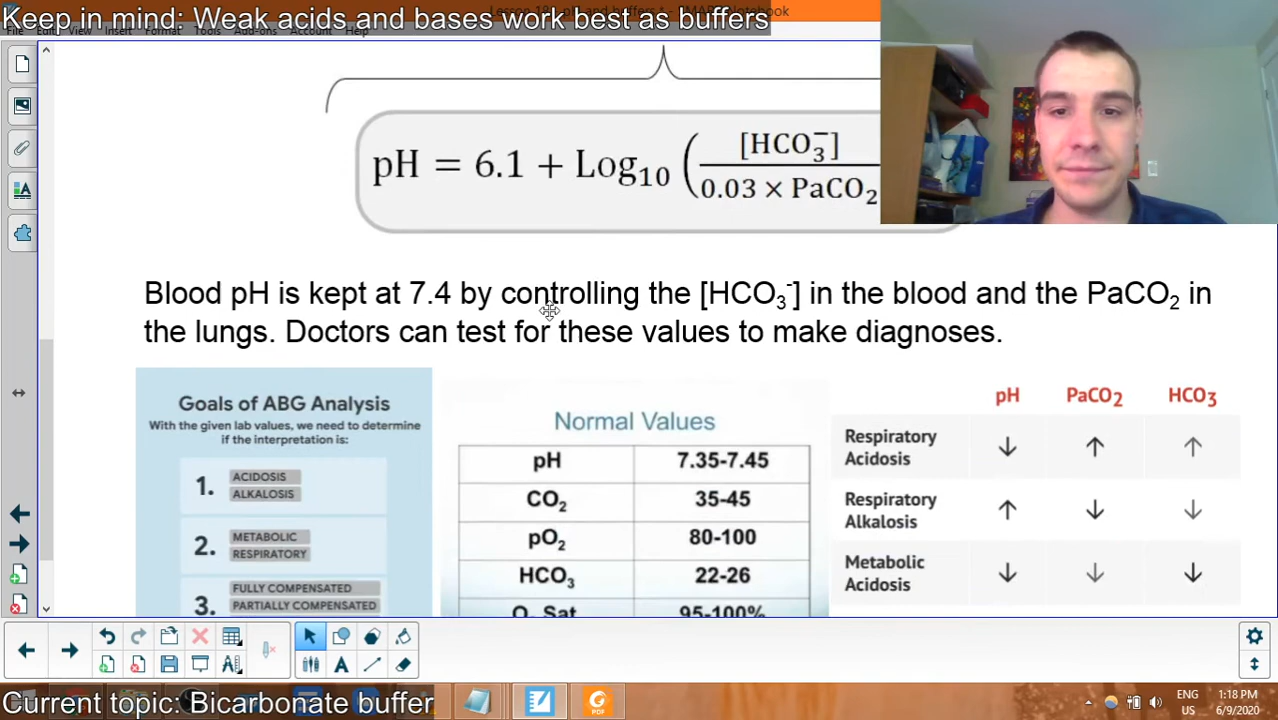 Keep in mind: Weak acids and bases work best as buffers
pH = 6.1 + Log₁₀ ( [HCO₃⁻] / 0.03 × PaCO₂
Blood pH is kept at 7.4 by controlling the [HCO₃⁻] in the blood and the PaCO₂ in
the lungs. Doctors can test for these values to make diagnoses.
Goals of ABG Analysis
With the given lab values, we need to determine
if the interpretation is:
1. ACIDOSIS
ALKALOSIS
2. METABOLIC
RESPIRATORY
3. FULLY COMPENSATED
PARTIALLY COMPENSATED
Normal Values
pH 7.35-7.45
CO₂ 35-45
pO₂ 80-100
HCO₃ 22-26
O₂ Sat 95-100%
pH PaCO₂ HCO₃
Respiratory
Acidosis ↓ ↑ ↑
Respiratory
Alkalosis ↑ ↓ ↓
Metabolic
Acidosis ↓ ↓ ↓
Current topic: Bicarbonate buffer
ENG
US
1:18 PM
6/9/2020